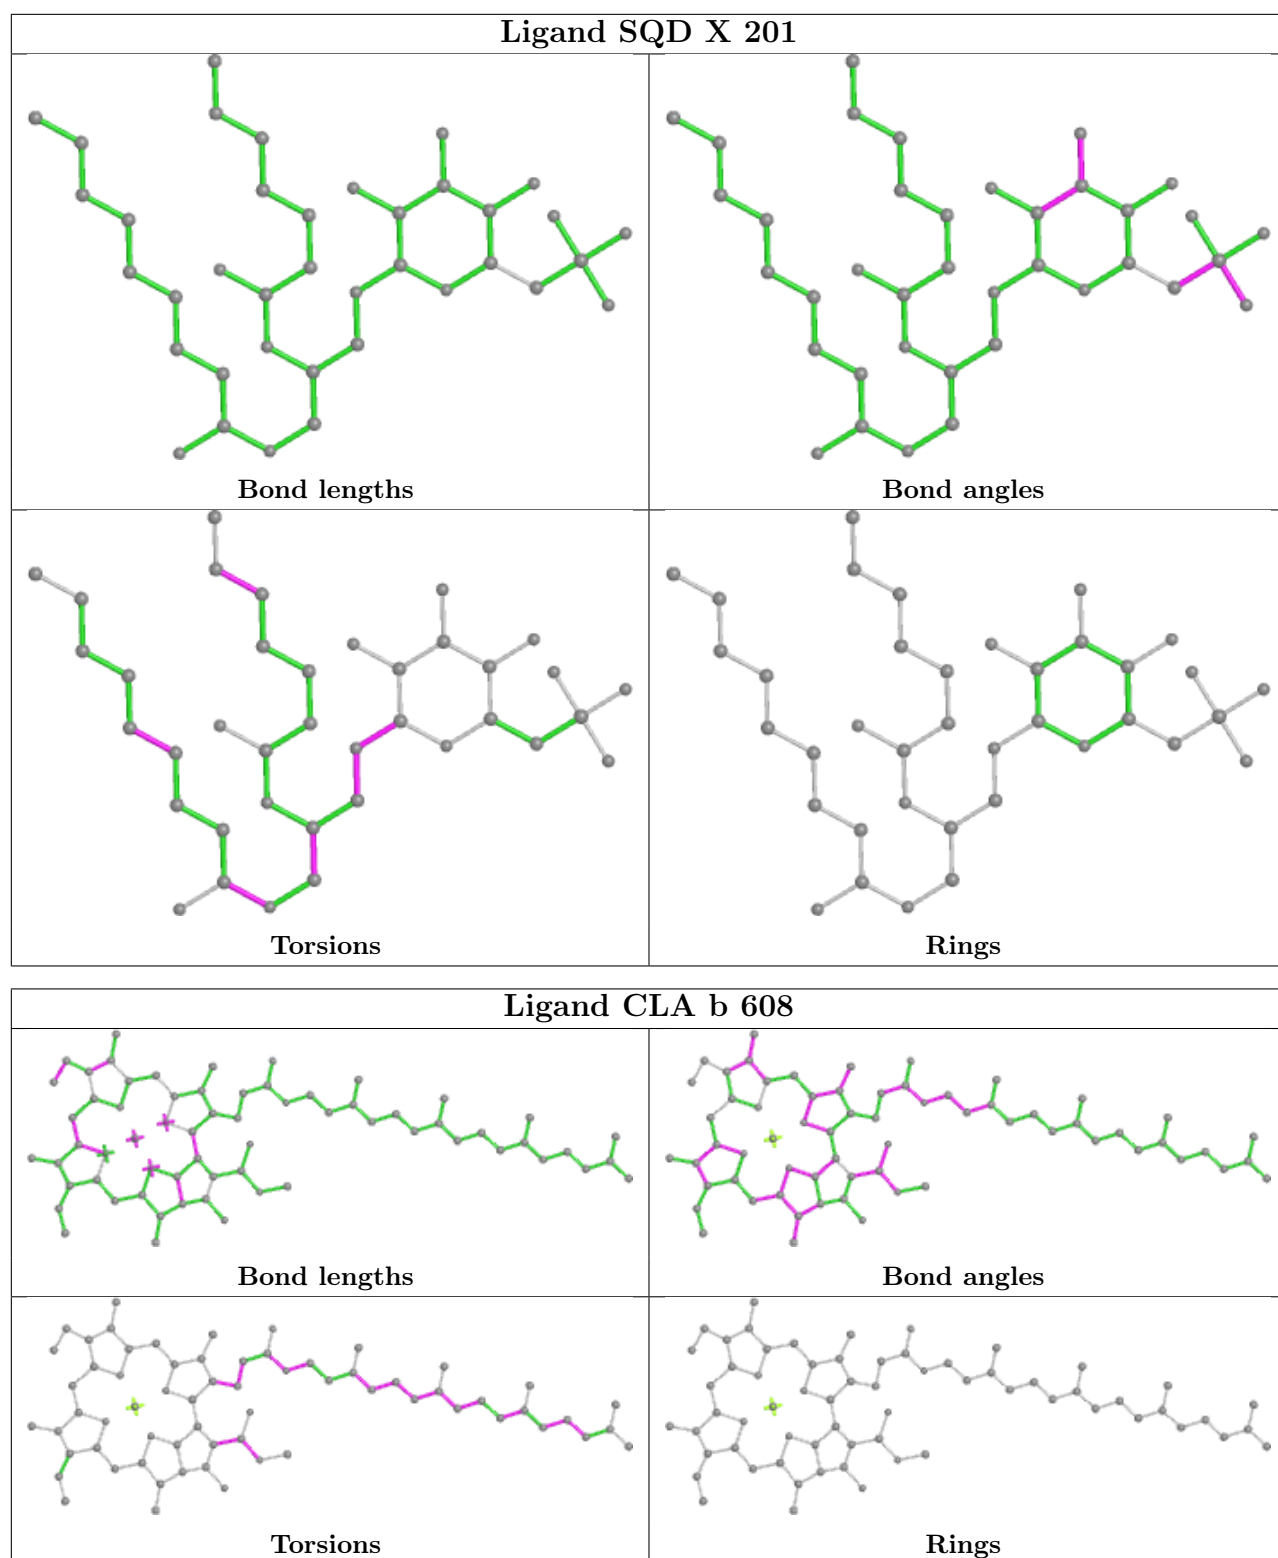 Ligand SQD X 201
Bond lengths
Bond angles
Torsions
Rings
Ligand CLA b 608
Bond lengths
Bond angles
Torsions
Rings